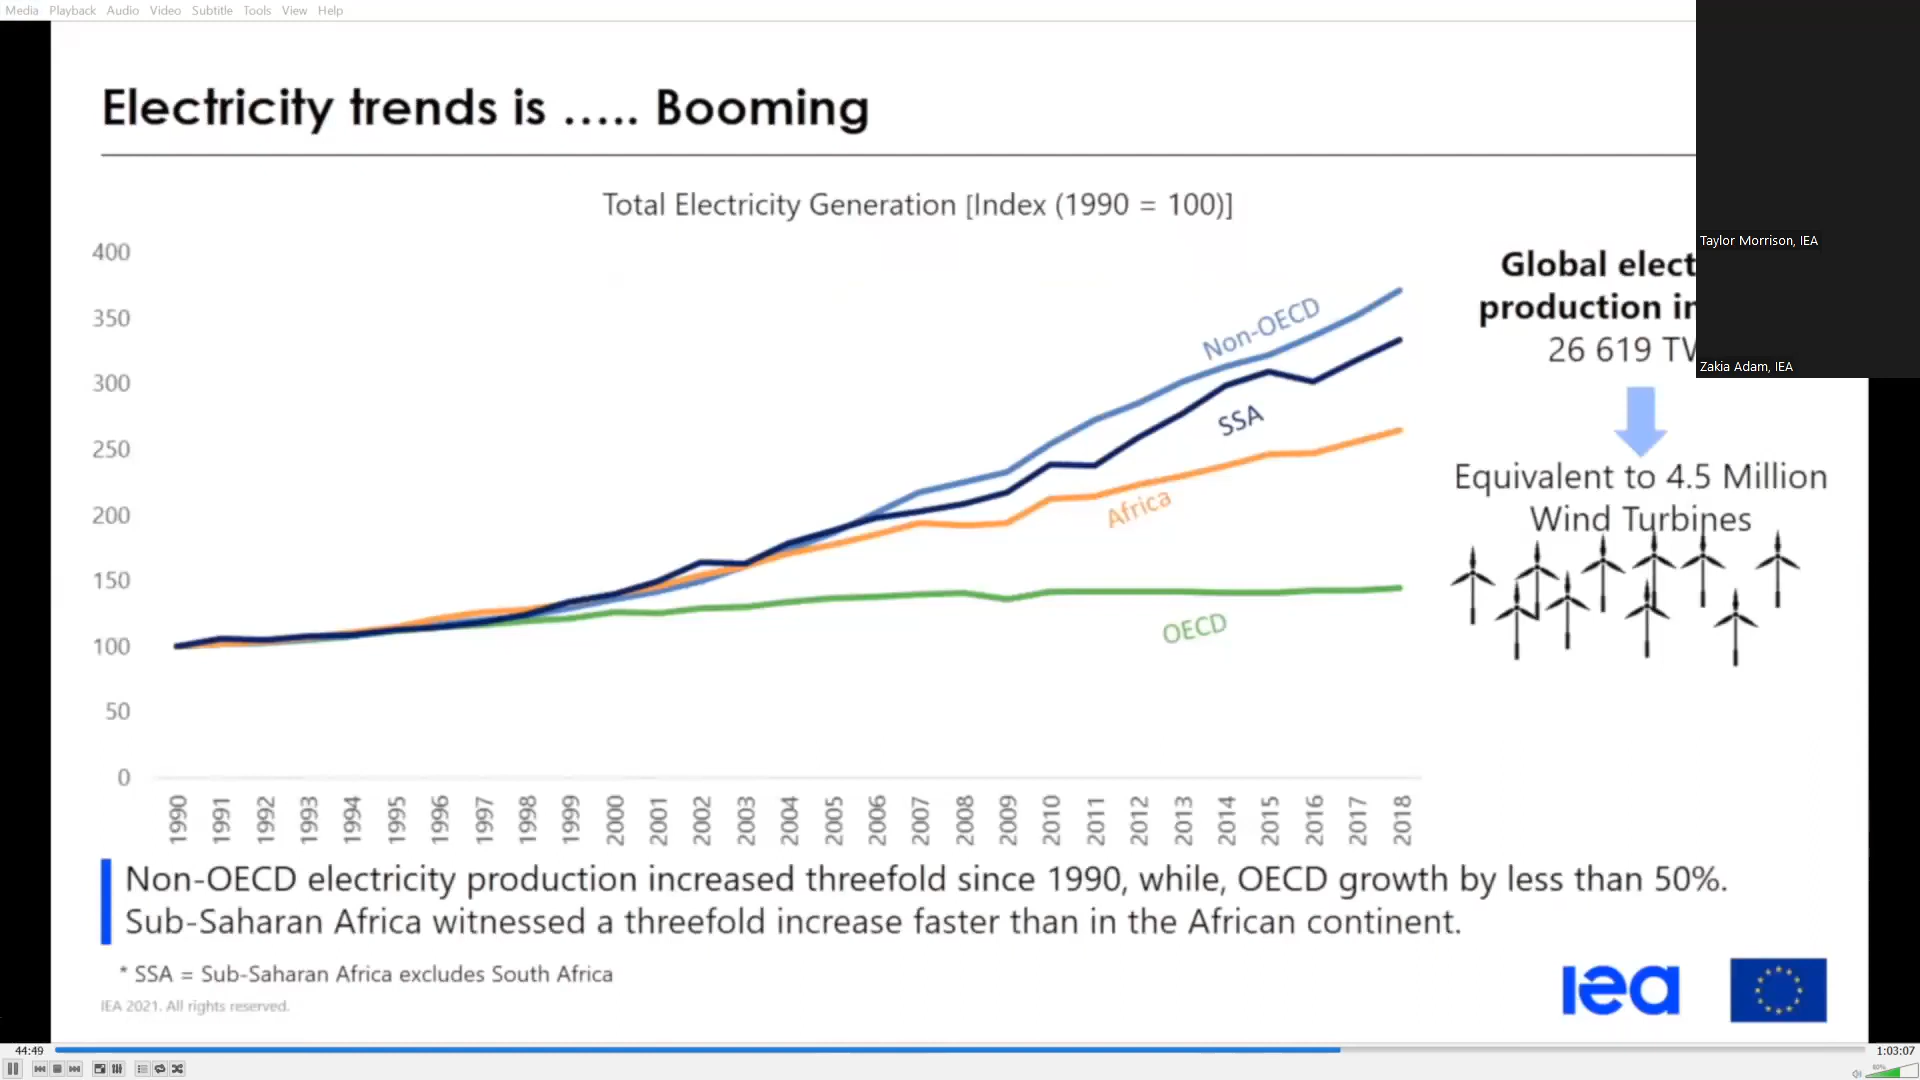 Media Playback Audio Video Subtitle Tools View Help
Electricity trends is ..... Booming
Total Electricity Generation [Index (1990 = 100)]
400
350
300
250
200
150
100
50
0
Non-OECD
SSA
Africa
OECD
1990 1991 1992 1993 1994 1995 1996 1997 1998 1999 2000 2001 2002 2003 2004 2005 2006 2007 2008 2009 2010 2011 2012 2013 2014 2015 2016 2017 2018
Global elect
production in
26 619 TW
Equivalent to 4.5 Million
Wind Turbines
Taylor Morrison, IEA
Zakia Adam, IEA
Non-OECD electricity production increased threefold since 1990, while, OECD growth by less than 50%.
Sub-Saharan Africa witnessed a threefold increase faster than in the African continent.
* SSA = Sub-Saharan Africa excludes South Africa
IEA 2021. All rights reserved.
iea
44:49
1:03:07
80%